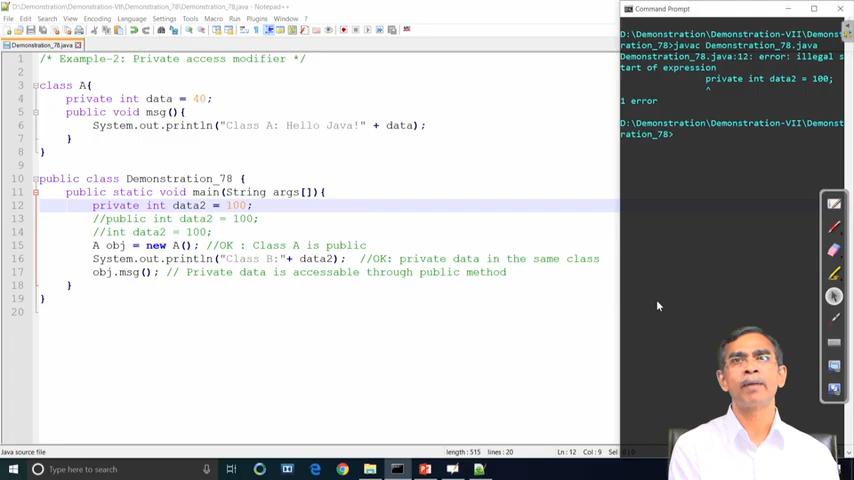 D:\Demonstration\Demonstration-VII\Demonstration_78\Demonstration_78.java - Notepad++
File Edit Search View Encoding Language Settings Tools Macro Run Plugins Window ?
Demonstration_78.java
1 /* Example-2: Private access modifier */
2
3 class A{
4 private int data = 40;
5 public void msg(){
6 System.out.println("Class A: Hello Java!" + data);
7 }
8 }
9
10 public class Demonstration_78 {
11 public static void main(String args[]){
12 private int data2 = 100;
13 //public int data2 = 100;
14 //int data2 = 100;
15 A obj = new A(); //OK : Class A is public
16 System.out.println("Class B:"+ data2); //OK: private data in the same class
17 obj.msg(); // Private data is accessable through public method
18 }
19 }
20
Command Prompt
D:\Demonstration\Demonstration-VII\Demonst
ration_78>javac Demonstration_78.java
Demonstration_78.java:12: error: illegal s
tart of expression
private int data2 = 100;
^
1 error
D:\Demonstration\Demonstration-VII\Demonst
ration_78>
Java source file length : 515 lines : 20 Ln : 12 Col : 9
Type here to search